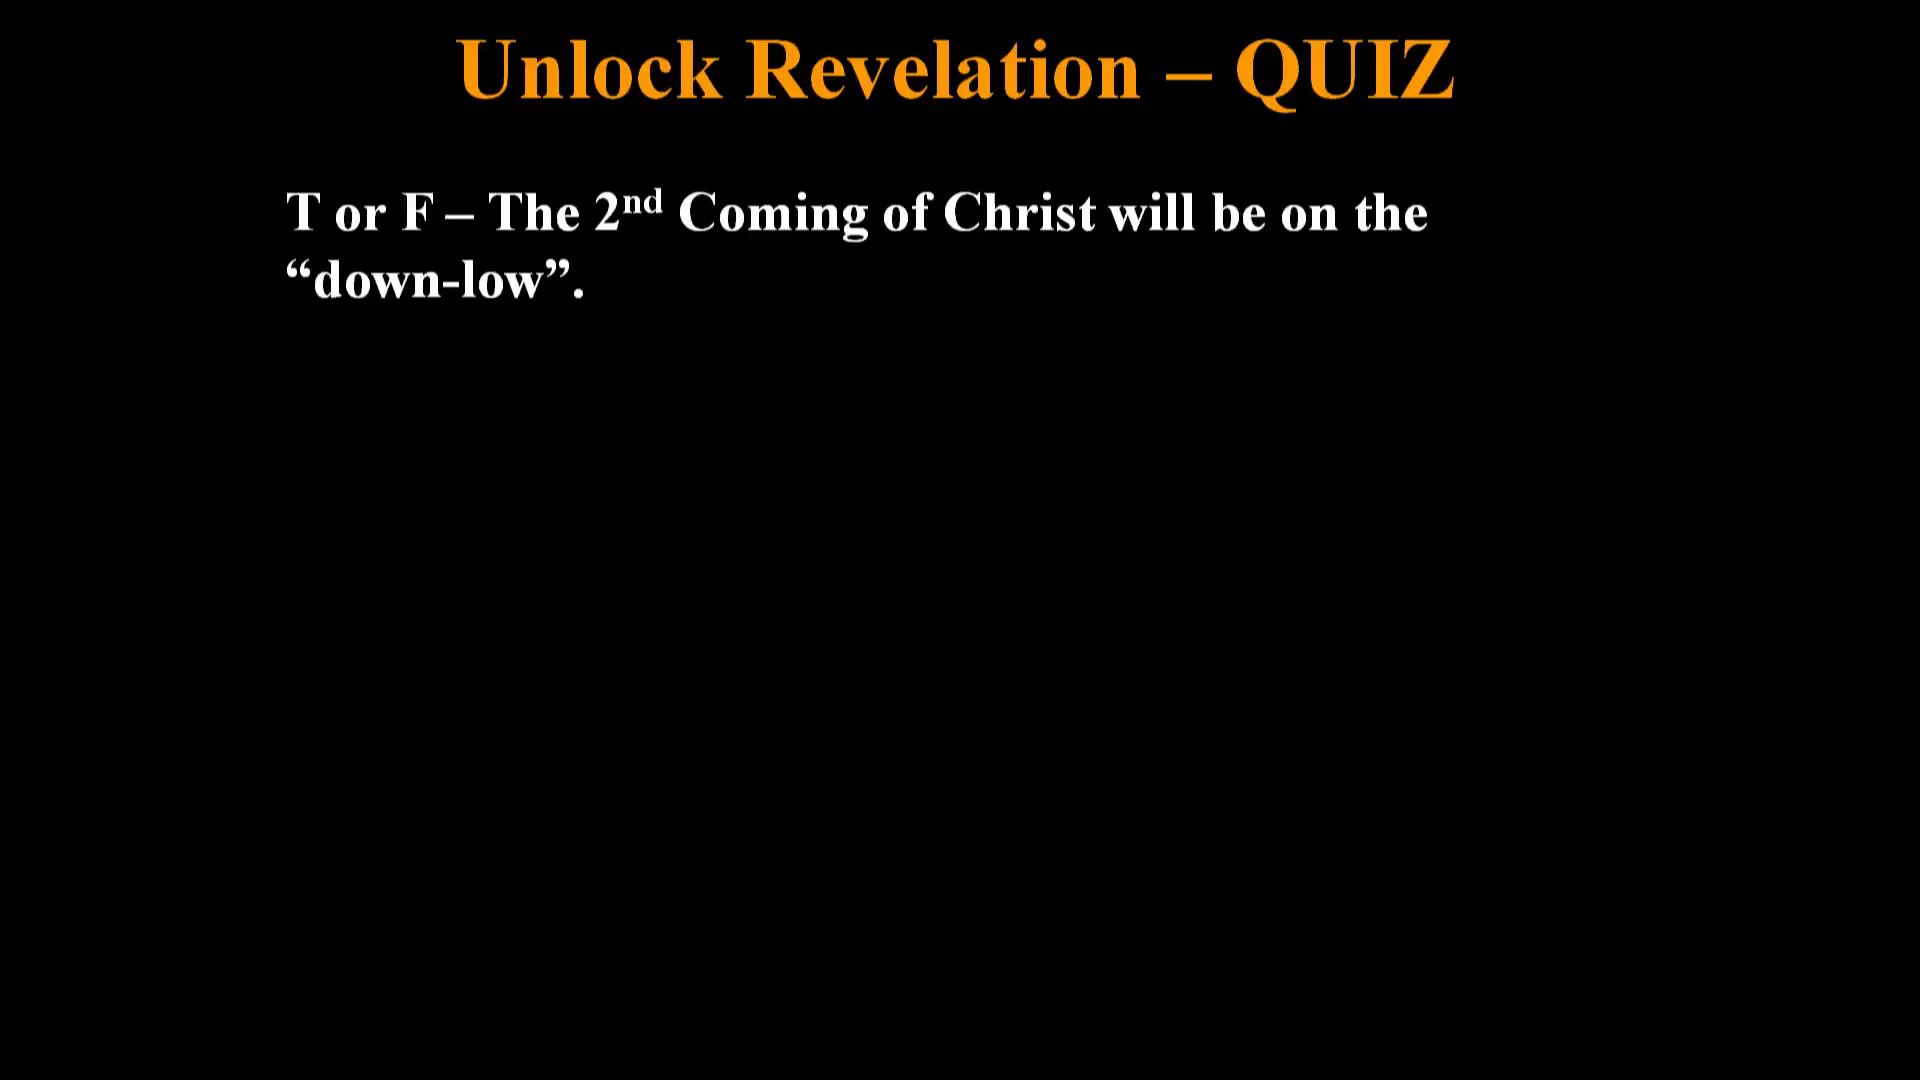 Unlock Revelation – QUIZ
T or F – The 2nd Coming of Christ will be on the
“down-low”.